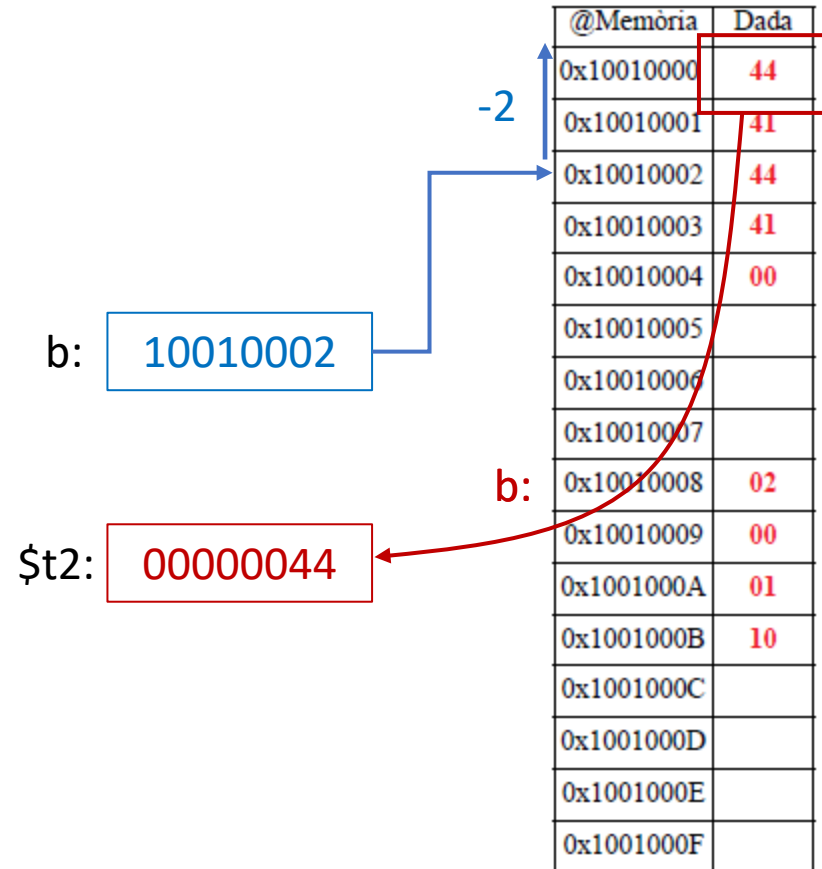 @Memòria Dada
0x10010000 44
-2
0x10010001 41
0x10010002 44
0x10010003 41
0x10010004 00
0x10010005
b: 10010002
0x10010006
0x10010007
b: 0x10010008 02
0x10010009 00
$t2: 00000044
0x1001000A 01
0x1001000B 10
0x1001000C
0x1001000D
0x1001000E
0x1001000F